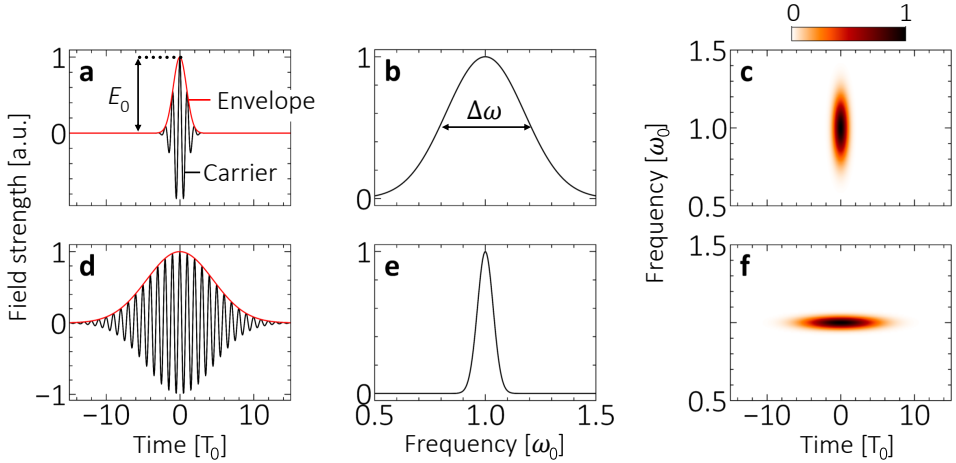 0 1
a
E0
Envelope
Carrier
1
0
b
Δω
1
0
c
1.5
1.0
0.5
Field strength [a.u.]
Frequency [ω0]
d
1
0
−1
−10 0 10
Time [T0]
e
1
0
0.5 1.0 1.5
Frequency [ω0]
f
1.5
1.0
0.5
−10 0 10
Time [T0]